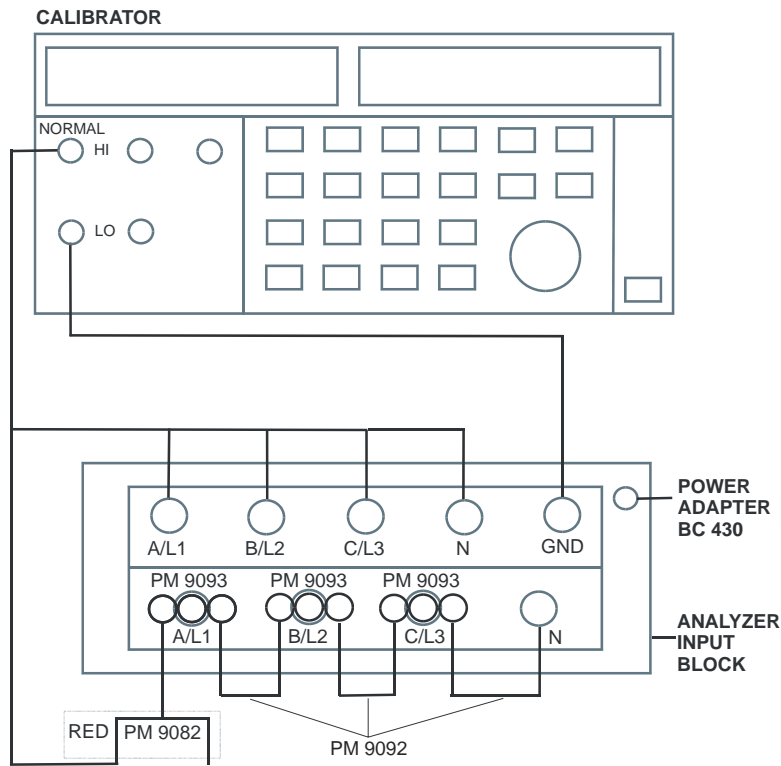 CALIBRATOR
NORMAL
HI
LO
A/L1 B/L2 C/L3 N GND
POWER
ADAPTER
BC 430
PM 9093 PM 9093 PM 9093
A/L1 B/L2 C/L3 N
ANALYZER
INPUT
BLOCK
RED PM 9082
PM 9092